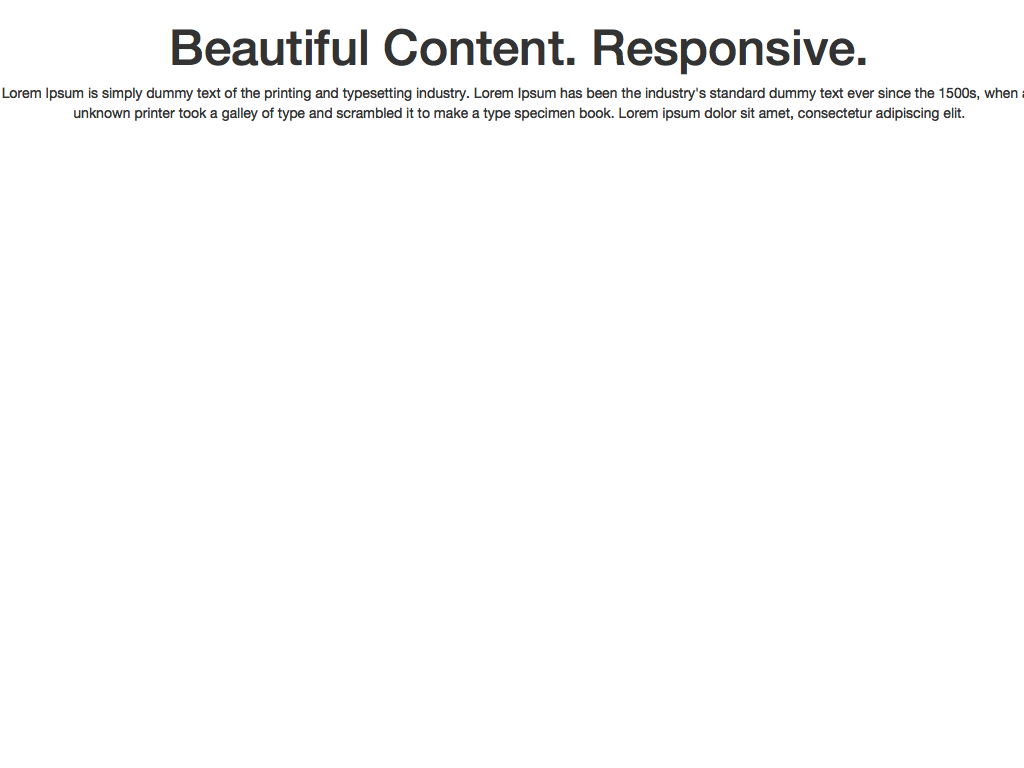 Beautiful Content. Responsive.
Lorem Ipsum is simply dummy text of the printing and typesetting industry. Lorem Ipsum has been the industry's standard dummy text ever since the 1500s, when
unknown printer took a galley of type and scrambled it to make a type specimen book. Lorem ipsum dolor sit amet, consectetur adipiscing elit.